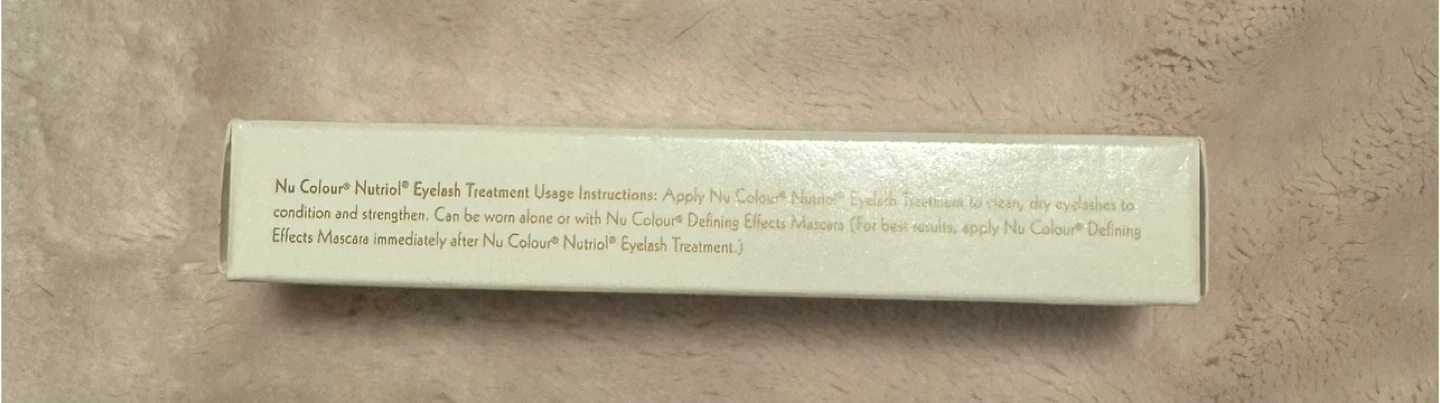 Nu Colour® Nutriol® Eyelash Treatment Usage Instructions: Apply Nu Colour® Nutriol® Eyelash Treatment to clean, dry eyelashes to
condition and strengthen. Can be worn alone or with Nu Colour® Defining Effects Mascara (For best results, apply Nu Colour® Defining
Effects Mascara immediately after Nu Colour® Nutriol® Eyelash Treatment.)